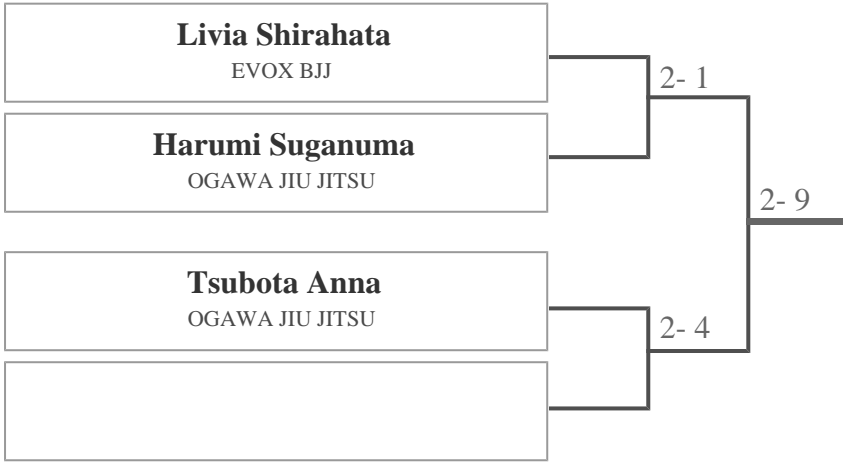 Livia Shirahata
EVOX BJJ
2- 1
Harumi Suganuma
OGAWA JIU JITSU
2- 9
Tsubota Anna
OGAWA JIU JITSU
2- 4